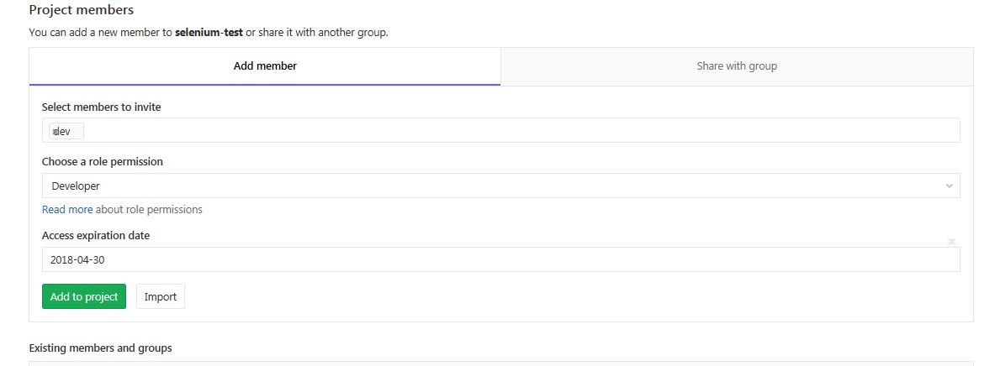 Project members
You can add a new member to selenium-test or share it with another group.
Add member
Share with group
Select members to invite
dev
Choose a role permission
Developer
Read more about role permissions
Access expiration date
2018-04-30
Add to project
Import
Existing members and groups